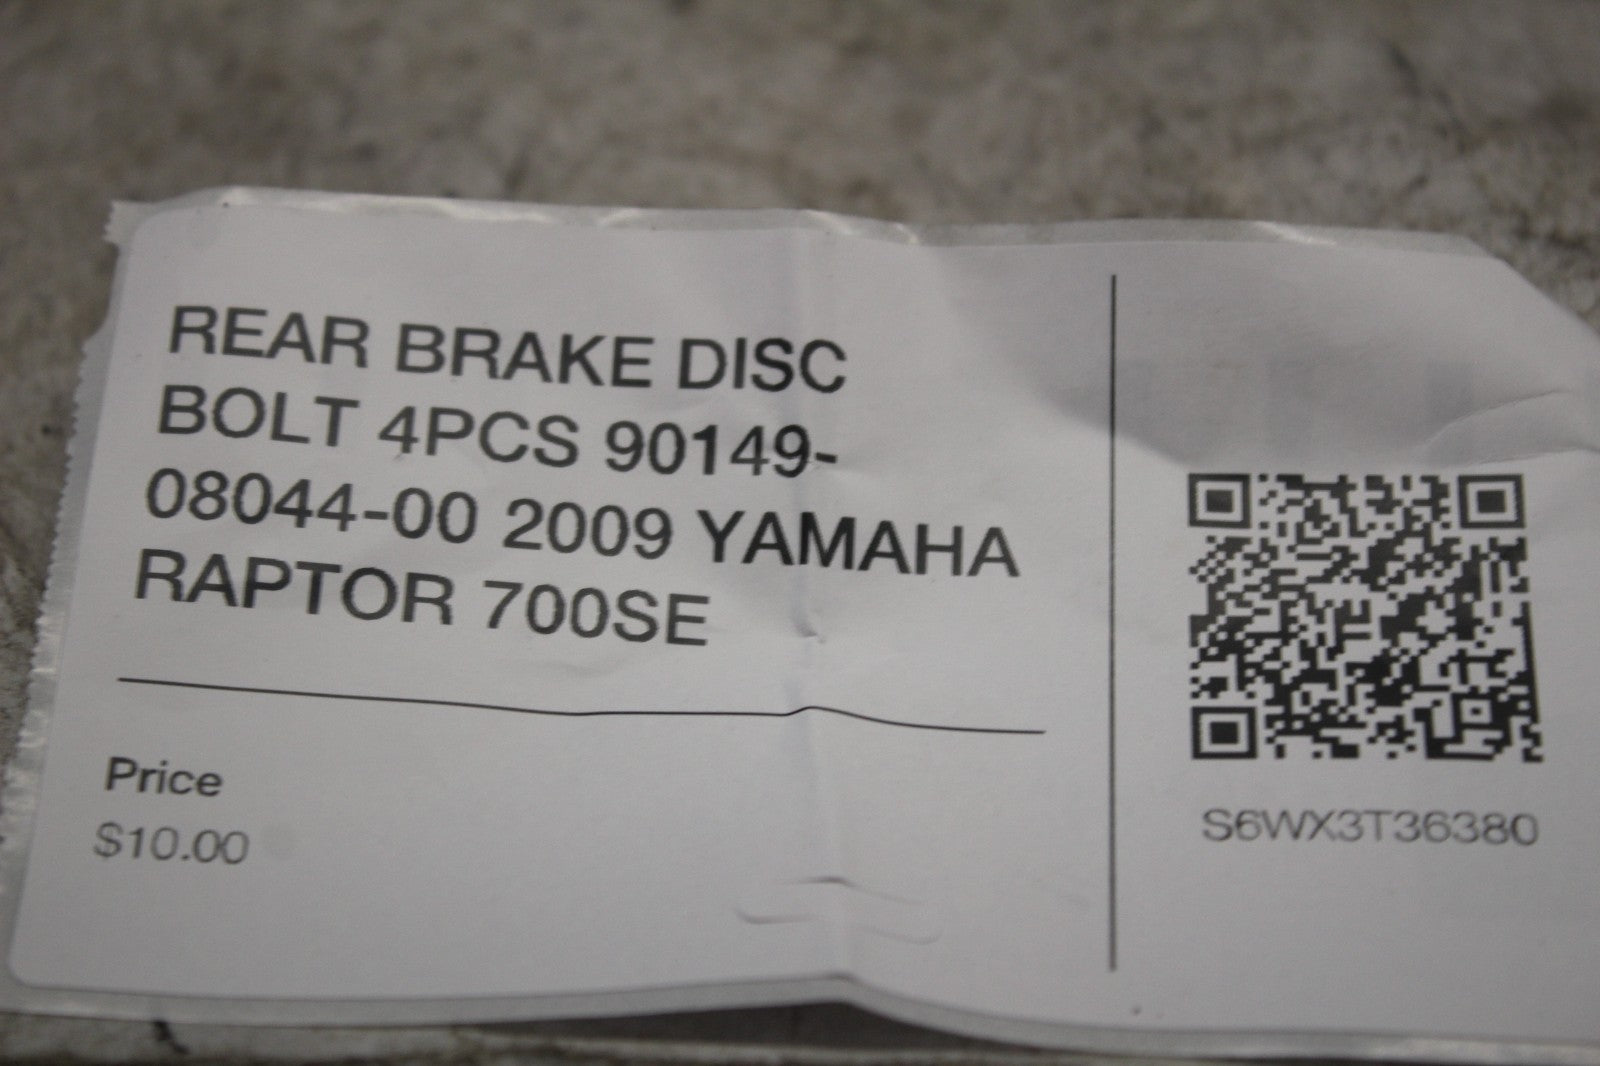 REAR BRAKE DISC
BOLT 4PCS 90149-
08044-00 2009 YAMAHA
RAPTOR 700SE
Price
$10.00
S6WX3T36380